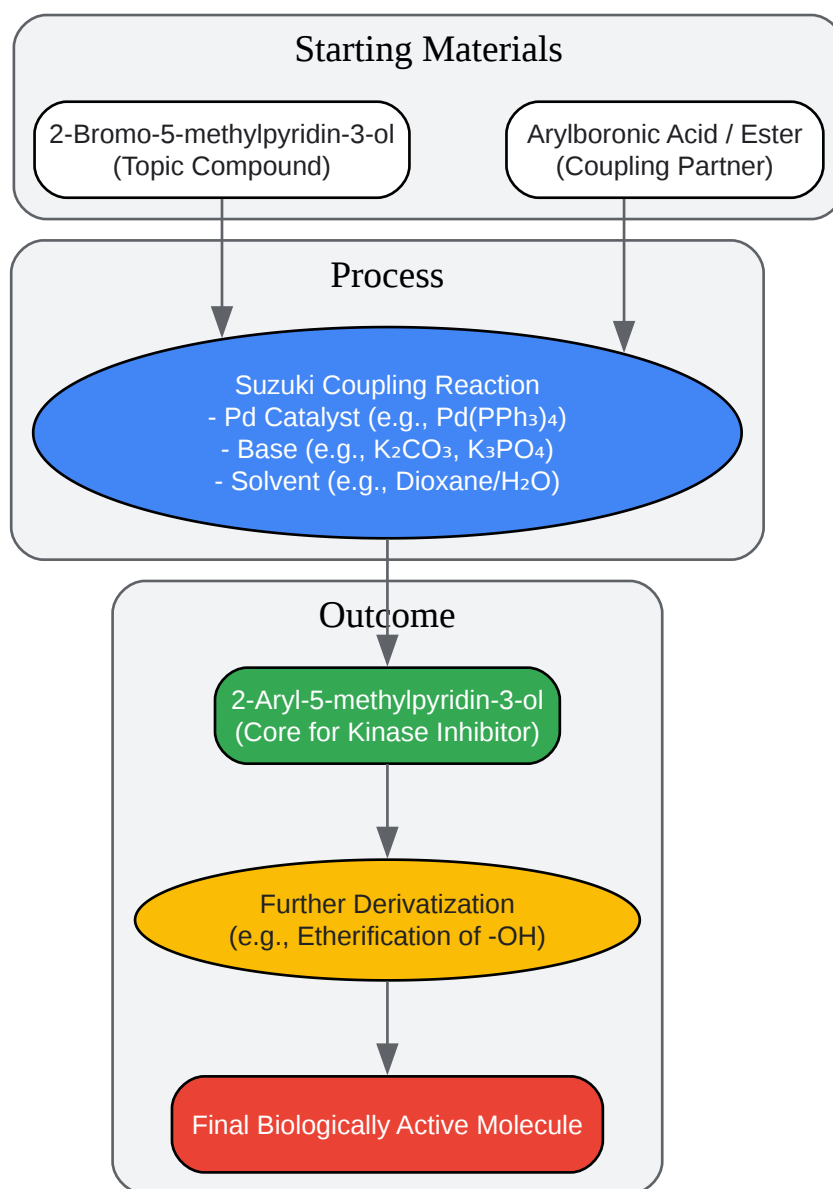 Starting Materials
2-Bromo-5-methylpyridin-3-ol
(Topic Compound)
Arylboronic Acid / Ester
(Coupling Partner)
Process
Suzuki Coupling Reaction
- Pd Catalyst (e.g., Pd(PPh₃)₄)
- Base (e.g., K₂CO₃, K₃PO₄)
- Solvent (e.g., Dioxane/H₂O)
Outcome
2-Aryl-5-methylpyridin-3-ol
(Core for Kinase Inhibitor)
Further Derivatization
(e.g., Etherification of -OH)
Final Biologically Active Molecule